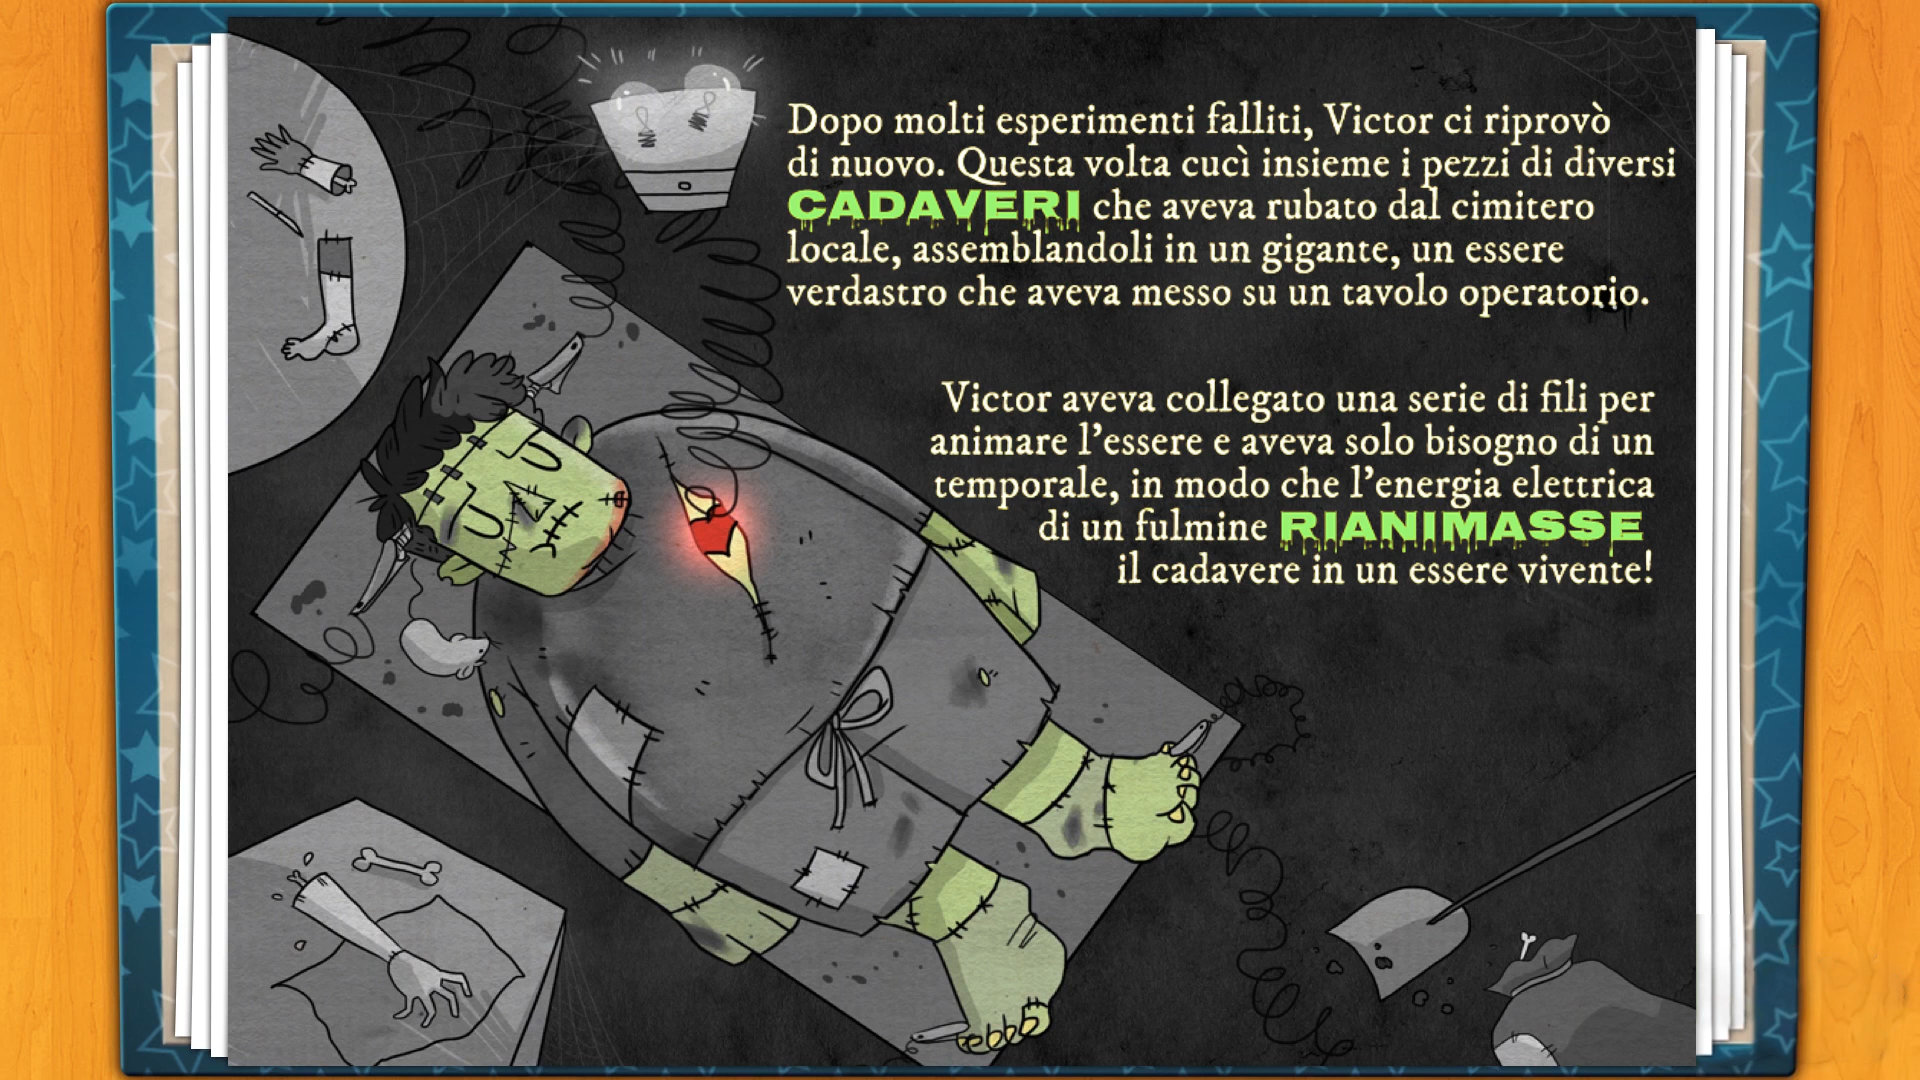 Dopo molti esperimenti falliti, Victor ci riprovò
di nuovo. Questa volta cucì insieme i pezzi di diversi
CADAVERI che aveva rubato dal cimitero
locale, assemblandoli in un gigante, un essere
verdastro che aveva messo su un tavolo operatorio.
Victor aveva collegato una serie di fili per
animare l'essere e aveva solo bisogno di un
temporale, in modo che l'energia elettrica
di un fulmine RIANIMASSE
il cadavere in un essere vivente!